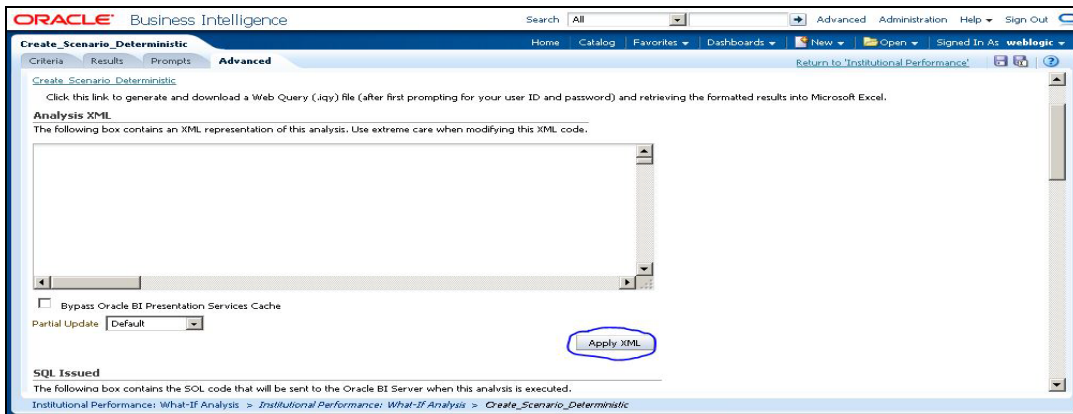 ORACLE Business Intelligence Search All Advanced Administration Help Sign Out
Create_Scenario_Deterministic Home Catalog Favorites Dashboards New Open Signed In As weblogic
Criteria Results Prompts Advanced Return to 'Institutional Performance'
Create_Scenario_Deterministic
Click this link to generate and download a Web Query (.iqy) file (after first prompting for your user ID and password) and retrieving the formatted results into Microsoft Excel.
Analysis XML
The following box contains an XML representation of this analysis. Use extreme care when modifying this XML code.
Bypass Oracle BI Presentation Services Cache
Partial Update Default
Apply XML
SQL Issued
The following box contains the SQL code that will be sent to the Oracle BI Server when this analysis is executed.
Institutional Performance: What-If Analysis > Institutional Performance: What-If Analysis > Create_Scenario_Deterministic